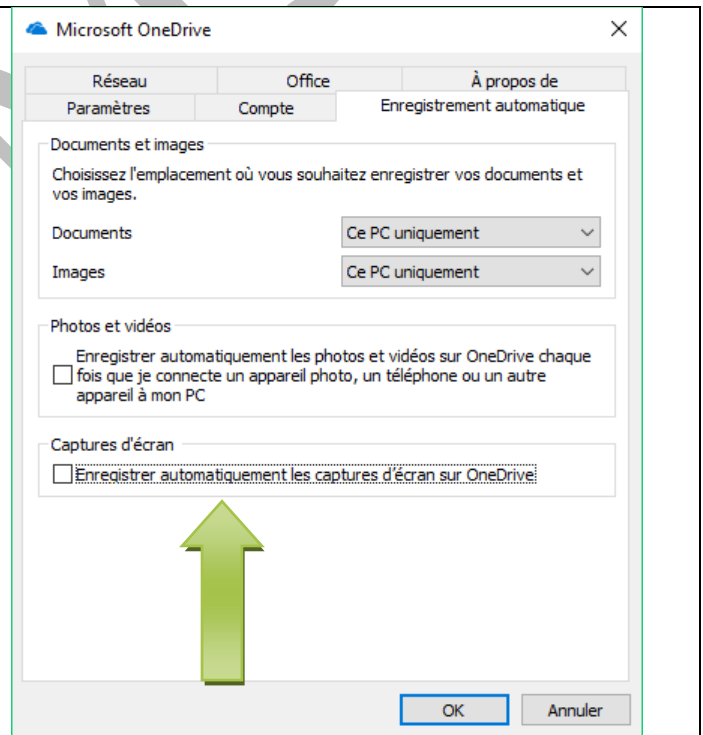 Microsoft OneDrive
Réseau Office À propos de
Paramètres Compte Enregistrement automatique
Documents et images
Choisissez l'emplacement où vous souhaitez enregistrer vos documents et
vos images.
Documents Ce PC uniquement
Images Ce PC uniquement
Photos et vidéos
Enregistrer automatiquement les photos et vidéos sur OneDrive chaque
fois que je connecte un appareil photo, un téléphone ou un autre
appareil à mon PC
Captures d'écran
Enregistrer automatiquement les captures d’écran sur OneDrive
OK Annuler